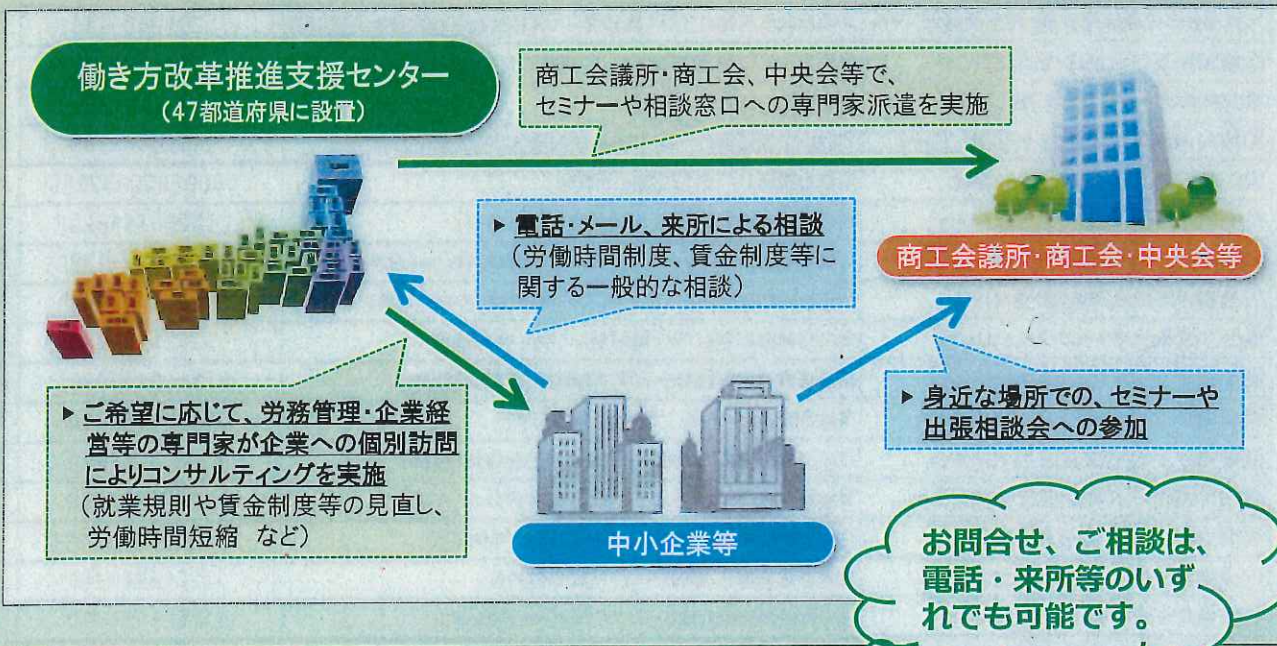 働き方改革推進支援センター
(47都道府県に設置)
商工会議所・商工会、中央会等で、
セミナーや相談窓口への専門家派遣を実施
▶ 電話・メール、来所による相談
(労働時間制度、賃金制度等に
関する一般的な相談)
商工会議所・商工会・中央会等
▶ ご希望に応じて、労務管理・企業経
営等の専門家が企業への個別訪問
によりコンサルティングを実施
(就業規則や賃金制度等の見直し、
労働時間短縮 など)
▶ 身近な場所での、セミナーや
出張相談会への参加
中小企業等
お問合せ、ご相談は、
電話・来所等のいず
れでも可能です。